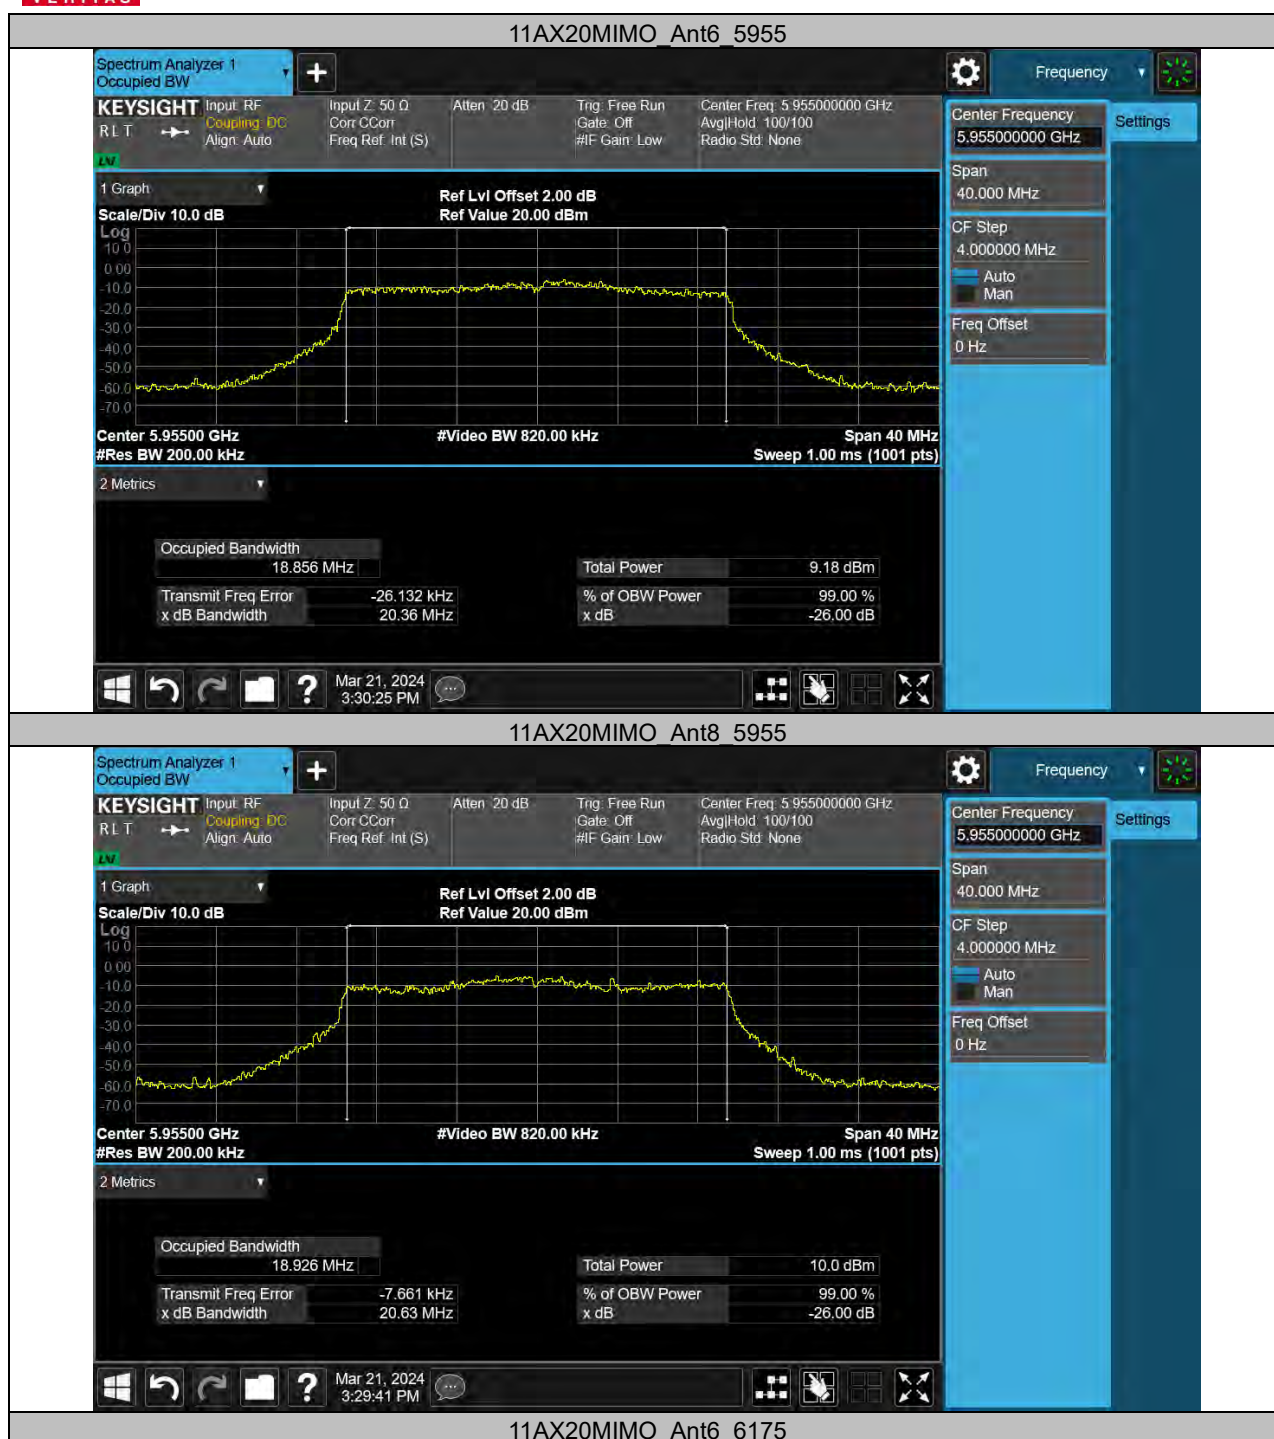 VERITAS
11AX20MIMO_Ant6_5955
Spectrum Analyzer 1
Occupied BW
Frequency
KEYSIGHT
RLT
LXI
Input: RF
Coupling: DC
Align: Auto
Input Z: 50 Ω
Corr CCorr
Freq Ref: Int (S)
Atten: 20 dB
Trig: Free Run
Gate: Off
#IF Gain: Low
Center Freq: 5.955000000 GHz
Avg|Hold: 100/100
Radio Std: None
Center Frequency
5.955000000 GHz
Settings
Span
40.000 MHz
CF Step
4.000000 MHz
Auto
Man
Freq Offset
0 Hz
1 Graph
Scale/Div 10.0 dB
Ref Lvl Offset 2.00 dB
Ref Value 20.00 dBm
Log
10.0
0.00
-10.0
-20.0
-30.0
-40.0
-50.0
-60.0
-70.0
Center 5.95500 GHz
#Video BW 820.00 kHz
Span 40 MHz
#Res BW 200.00 kHz
Sweep 1.00 ms (1001 pts)
2 Metrics
Occupied Bandwidth
18.856 MHz
Total Power 9.18 dBm
Transmit Freq Error -26.132 kHz
% of OBW Power 99.00 %
x dB Bandwidth 20.36 MHz
x dB -26.00 dB
Mar 21, 2024
3:30:25 PM
11AX20MIMO_Ant8_5955
Spectrum Analyzer 1
Occupied BW
Frequency
KEYSIGHT
RLT
LXI
Input: RF
Coupling: DC
Align: Auto
Input Z: 50 Ω
Corr CCorr
Freq Ref: Int (S)
Atten: 20 dB
Trig: Free Run
Gate: Off
#IF Gain: Low
Center Freq: 5.955000000 GHz
Avg|Hold: 100/100
Radio Std: None
Center Frequency
5.955000000 GHz
Settings
Span
40.000 MHz
CF Step
4.000000 MHz
Auto
Man
Freq Offset
0 Hz
1 Graph
Scale/Div 10.0 dB
Ref Lvl Offset 2.00 dB
Ref Value 20.00 dBm
Log
10.0
0.00
-10.0
-20.0
-30.0
-40.0
-50.0
-60.0
-70.0
Center 5.95500 GHz
#Video BW 820.00 kHz
Span 40 MHz
#Res BW 200.00 kHz
Sweep 1.00 ms (1001 pts)
2 Metrics
Occupied Bandwidth
18.926 MHz
Total Power 10.0 dBm
Transmit Freq Error -7.661 kHz
% of OBW Power 99.00 %
x dB Bandwidth 20.63 MHz
x dB -26.00 dB
Mar 21, 2024
3:29:41 PM
11AX20MIMO_Ant6_6175